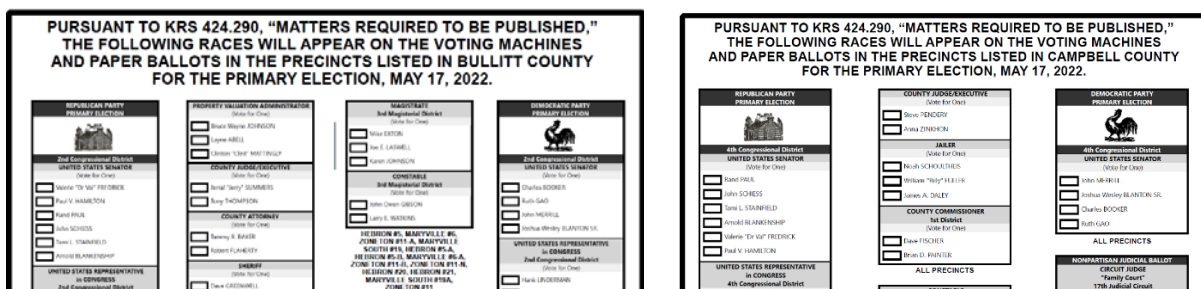 PURSUANT TO KRS 424.290, “MATTERS REQUIRED TO BE PUBLISHED,”
THE FOLLOWING RACES WILL APPEAR ON THE VOTING MACHINES
AND PAPER BALLOTS IN THE PRECINCTS LISTED IN BULLITT COUNTY
FOR THE PRIMARY ELECTION, MAY 17, 2022.
REPUBLICAN PARTY
PRIMARY ELECTION
2nd Congressional District
UNITED STATES SENATOR
(Vote for One)
Valerie "Dr Val" FREDRICK
Paul V. HAMILTON
Rand PAUL
John SCHIESS
Tami L. STAINFIELD
Arnold BLANKENSHIP
UNITED STATES REPRESENTATIVE
in CONGRESS
2nd Congressional District
PROPERTY VALUATION ADMINISTRATOR
(Vote for One)
Bruce Wayne JOHNSON
Layne ABELL
Clinton "Clint" MATTINGLY
COUNTY JUDGE/EXECUTIVE
(Vote for One)
Jerral "Jerry" SUMMERS
Tony THOMPSON
COUNTY ATTORNEY
(Vote for One)
Tammy R. BAKER
Robert FLAHERTY
SHERIFF
(Vote for One)
Dave GREENWELL
MAGISTRATE
3rd Magisterial District
(Vote for One)
Mike EXTON
Joe E. LASWELL
Karen JOHNSON
CONSTABLE
3rd Magisterial District
(Vote for One)
John Owen GIBSON
Larry E. WATKINS
HEBRON #5, MARYVILLE #6,
ZONETON #11-A, MARYVILLE
SOUTH #19, HEBRON #5-A,
HEBRON #5-B, MARYVILLE #6-A,
ZONETON #11-B, ZONETON #11-N,
HEBRON #20, HEBRON #21,
MARYVILLE SOUTH #19A,
ZONETON #11
DEMOCRATIC PARTY
PRIMARY ELECTION
2nd Congressional District
UNITED STATES SENATOR
(Vote for One)
Charles BOOKER
Ruth GAO
John MERRILL
Joshua Wesley BLANTON SR.
UNITED STATES REPRESENTATIVE
in CONGRESS
2nd Congressional District
(Vote for One)
Hank LINDERMAN
PURSUANT TO KRS 424.290, “MATTERS REQUIRED TO BE PUBLISHED,”
THE FOLLOWING RACES WILL APPEAR ON THE VOTING MACHINES
AND PAPER BALLOTS IN THE PRECINCTS LISTED IN CAMPBELL COUNTY
FOR THE PRIMARY ELECTION, MAY 17, 2022.
REPUBLICAN PARTY
PRIMARY ELECTION
4th Congressional District
UNITED STATES SENATOR
(Vote for One)
Rand PAUL
John SCHIESS
Tami L. STAINFIELD
Arnold BLANKENSHIP
Valerie "Dr Val" FREDRICK
Paul V. HAMILTON
UNITED STATES REPRESENTATIVE
in CONGRESS
4th Congressional District
COUNTY JUDGE/EXECUTIVE
(Vote for One)
Steve PENDERY
Anna ZINKHON
JAILER
(Vote for One)
Noah SCHOULTHEIS
William "Billy" FULLER
James A. DALEY
COUNTY COMMISSIONER
1st District
(Vote for One)
Dave FISCHER
Brian D. PAINTER
ALL PRECINCTS
DEMOCRATIC PARTY
PRIMARY ELECTION
4th Congressional District
UNITED STATES SENATOR
(Vote for One)
John MERRILL
Joshua Wesley BLANTON SR.
Charles BOOKER
Ruth GAO
ALL PRECINCTS
NONPARTISAN JUDICIAL BALLOT
CIRCUIT JUDGE
"Family Court"
17th Judicial Circuit